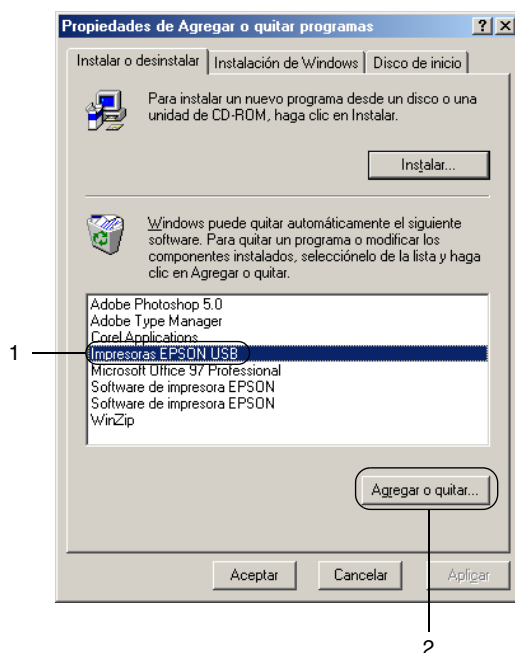 Propiedades de Agregar o quitar programas
Instalar o desinstalar
Instalación de Windows
Disco de inicio
Para instalar un nuevo programa desde un disco o una
unidad de CD-ROM, haga clic en Instalar.
Instalar...
Windows puede quitar automáticamente el siguiente
software. Para quitar un programa o modificar los
componentes instalados, selecciónelo de la lista y haga
clic en Agregar o quitar.
Adobe Photoshop 5.0
Adobe Type Manager
Corel Applications
1
Impresoras EPSON USB
Microsoft Office 97 Professional
Software de impresora EPSON
Software de impresora EPSON
WinZip
Agregar o quitar...
Aceptar
Cancelar
Aplicar
2